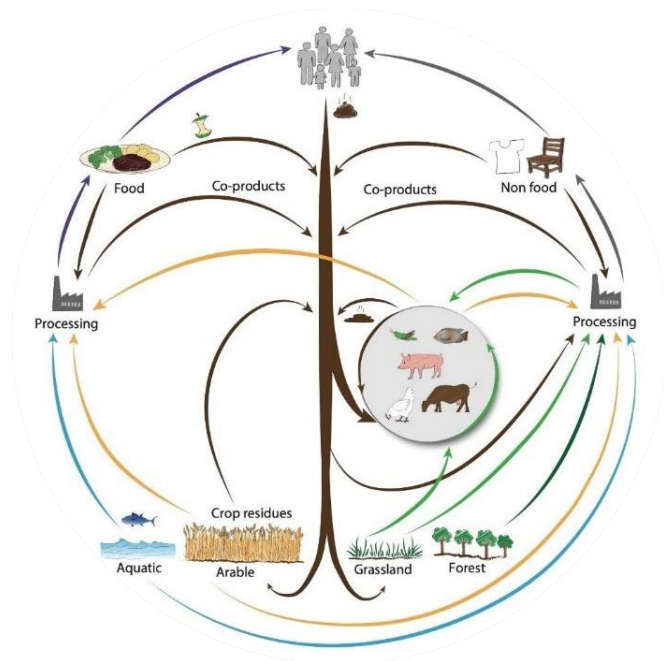 Food
Co-products
Co-products
Non food
Processing
Processing
Crop residues
Aquatic
Arable
Grassland
Forest